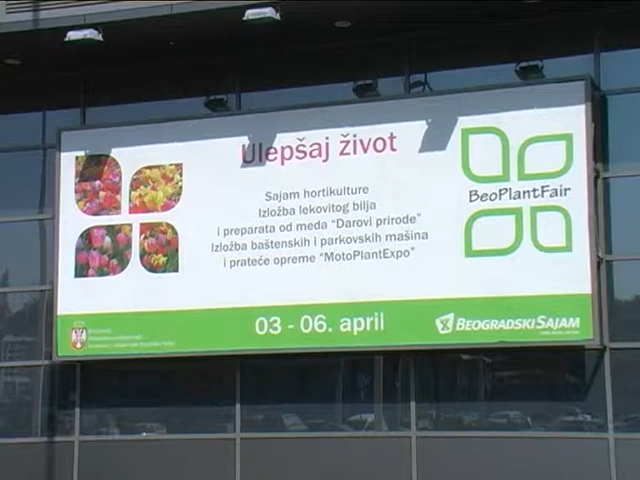 Ulepšaj život
Sajam hortikulture
Izložba lekovitog bilja
i preparata od meda "Darovi prirode"
Izložba baštenskih i parkovskih mašina
i prateće opreme "MotoPlantExpo"
BeoPlantFair
03 - 06. april
BEOGRADSKI SAJAM